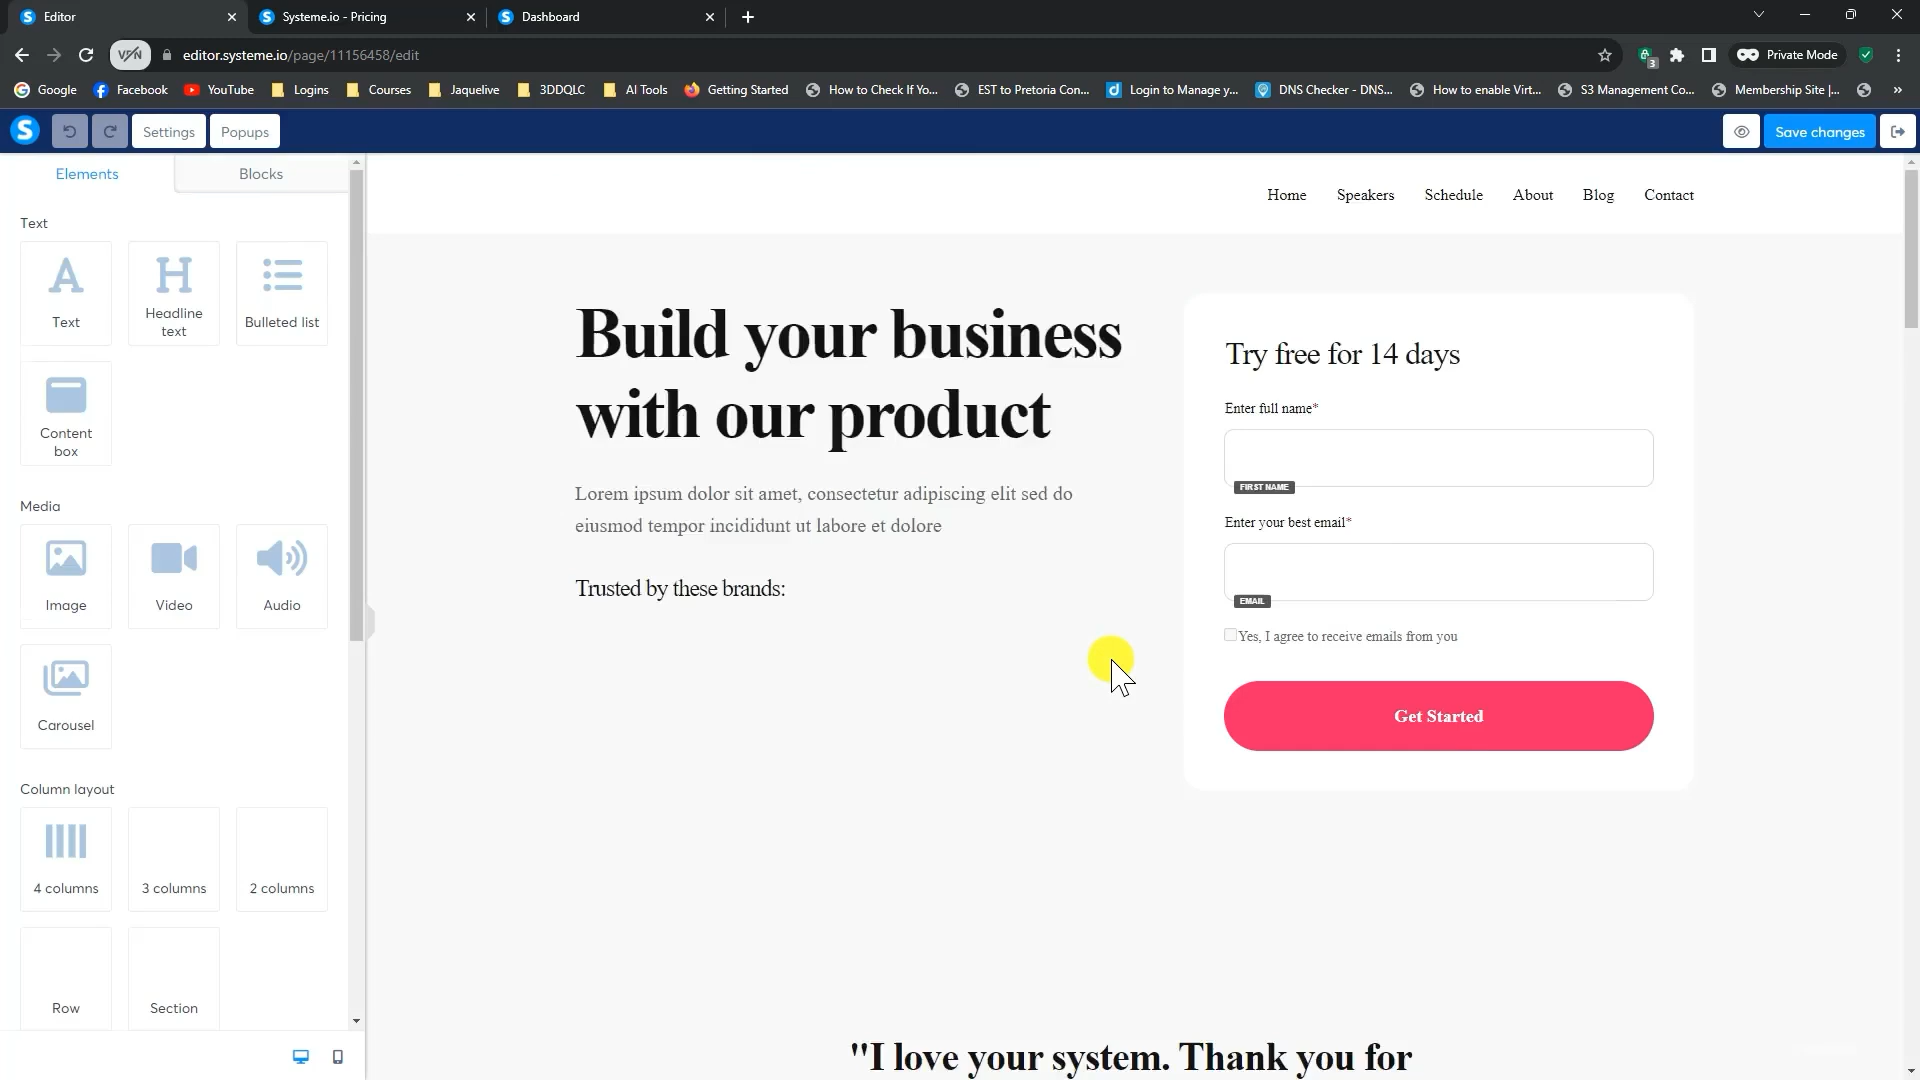 Editor
Systeme.io - Pricing
Dashboard
VPN
editor.systeme.io/page/11156458/edit
3
Private Mode
Google
Facebook
YouTube
Logins
Courses
Jaquelive
3DDQLC
AI Tools
Getting Started
How to Check If Yo...
EST to Pretoria Con...
Login to Manage y...
DNS Checker - DNS...
How to enable Virt...
S3 Management Co...
Membership Site |...
Settings
Popups
Save changes
Elements
Blocks
Text
Text
Headline
text
Bulleted list
Content
box
Media
Image
Video
Audio
Carousel
Column layout
4 columns
3 columns
2 columns
Row
Section
Home
Speakers
Schedule
About
Blog
Contact
Build your business
with our product
Lorem ipsum dolor sit amet, consectetur adipiscing elit sed do
eiusmod tempor incididunt ut labore et dolore
Trusted by these brands:
Try free for 14 days
Enter full name*
FIRST NAME
Enter your best email*
EMAIL
Yes, I agree to receive emails from you
Get Started
"I love your system. Thank you for